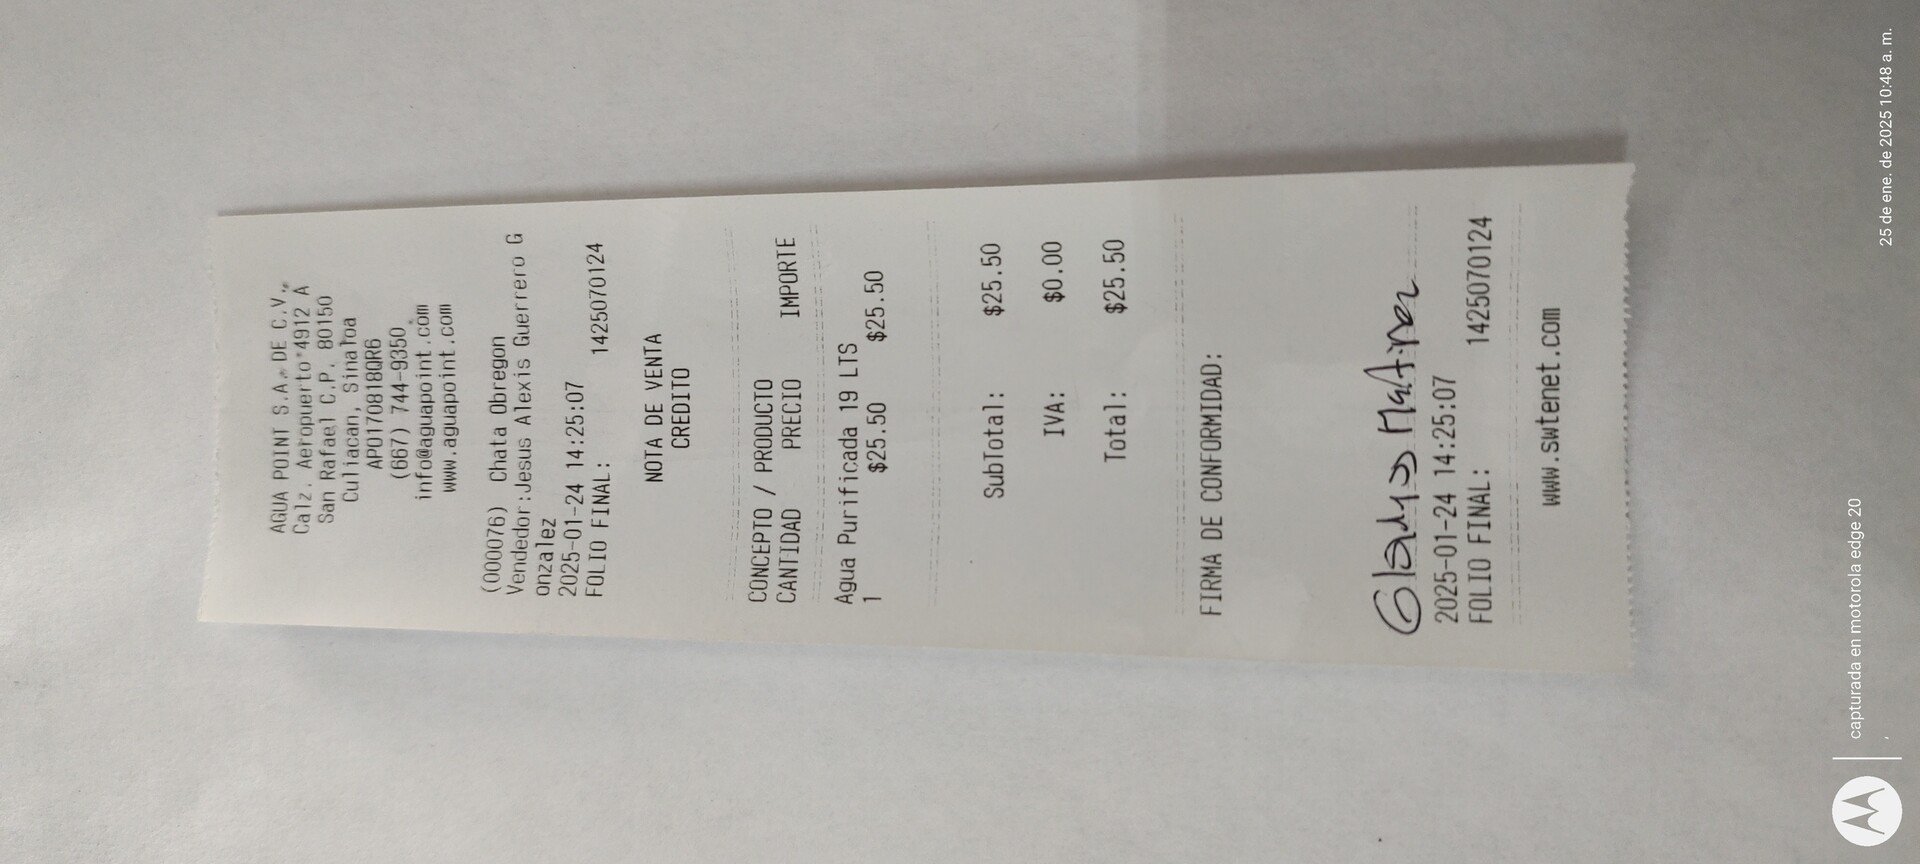 AGUA POINT S.A. DE C.V.
Calz. Aeropuerto 4912 A
San Rafael C.P. 80150
Culiacan, Sinaloa
APO170818QR6
(667) 744-9350
info@aguapoint.com
www.aguapoint.com
(000076) Chata Obregon
Vendedor:Jesus Alexis Guerrero G
onzalez
2025-01-24 14:25:07
FOLIO FINAL: 1425070124
NOTA DE VENTA
CREDITO
CONCEPTO / PRODUCTO
CANTIDAD PRECIO IMPORTE
Agua Purificada 19 LTS
1 $25.50 $25.50
SubTotal: $25.50
IVA: $0.00
Total: $25.50
FIRMA DE CONFORMIDAD:
Gladys
2025-01-24 14:25:07
FOLIO FINAL: 1425070124
www.swtenet.com
capturada en motorola edge 20
25 de ene. de 2025 10:48 a. m.